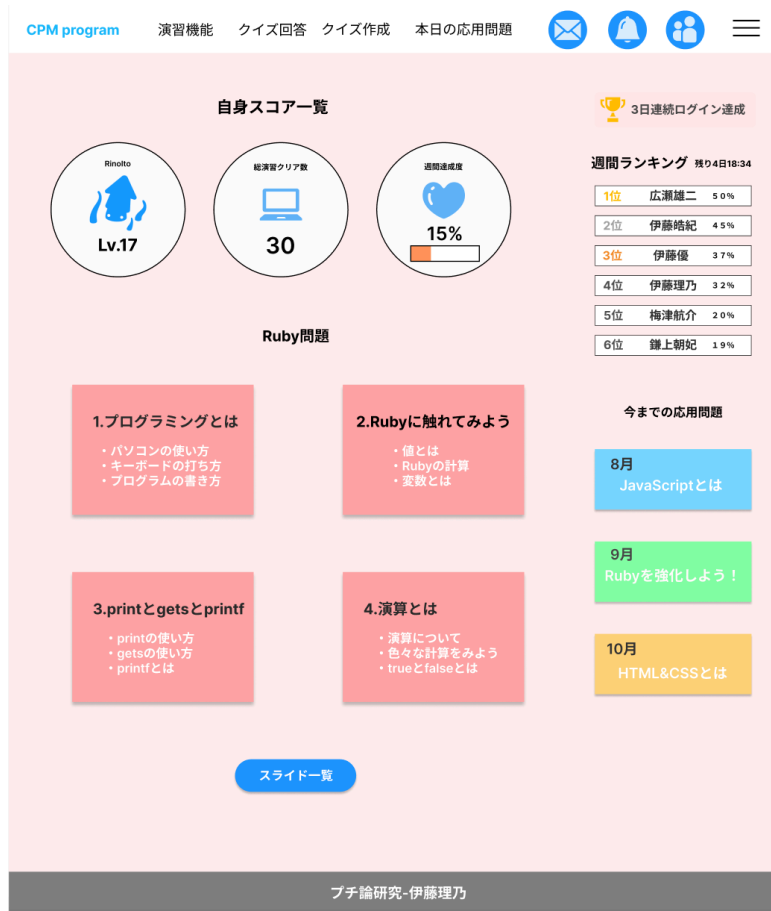 CPM program
演習機能
クイズ回答
クイズ作成
本日の応用問題
自身スコア一覧
Rinolto
Lv.17
総演習クリア数
30
週間達成度
15%
Ruby問題
1.プログラミングとは
・パソコンの使い方
・キーボードの打ち方
・プログラムの書き方
2.Rubyに触れてみよう
・値とは
・Rubyの計算
・変数とは
3.printとgetsとprintf
・printの使い方
・getsの使い方
・printfとは
4.演算とは
・演算について
・色々な計算をみよう
・trueとfalseとは
スライド一覧
3日連続ログイン達成
週間ランキング 残り4日18:34
1位 広瀬雄二 50%
2位 伊藤皓紀 45%
3位 伊藤優 37%
4位 伊藤理乃 32%
5位 梅津航介 20%
6位 鎌上朝妃 19%
今までの応用問題
8月
JavaScriptとは
9月
Rubyを強化しよう！
10月
HTML&CSSとは
プチ論研究-伊藤理乃